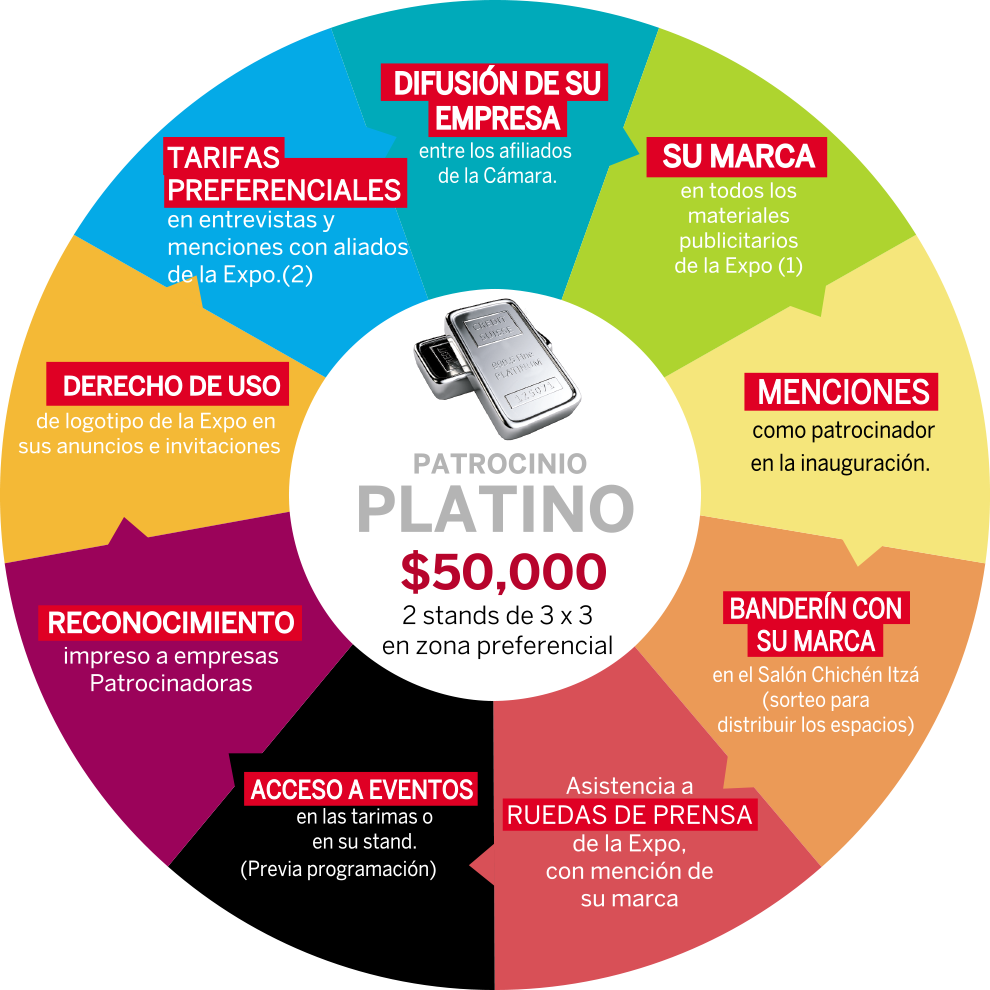 DIFUSIÓN DE SU
EMPRESA
entre los afiliados
de la Cámara.
SU MARCA
en todos los
materiales
publicitarios
de la Expo (1)
MENCIONES
como patrocinador
en la inauguración.
BANDERÍN CON
SU MARCA
en el Salón Chichén Itzá
(sorteo para
distribuir los espacios)
Asistencia a
RUEDAS DE PRENSA
de la Expo,
con mención de
su marca
ACCESO A EVENTOS
en las tarimas o
en su stand.
(Previa programación)
RECONOCIMIENTO
impreso a empresas
Patrocinadoras
DERECHO DE USO
de logotipo de la Expo en
sus anuncios e invitaciones
TARIFAS
PREFERENCIALES
en entrevistas y
menciones con aliados
de la Expo.(2)
CREDIT
SUISSE
PLATINUM
PATROCINIO
PLATINO
$50,000
2 stands de 3 x 3
en zona preferencial